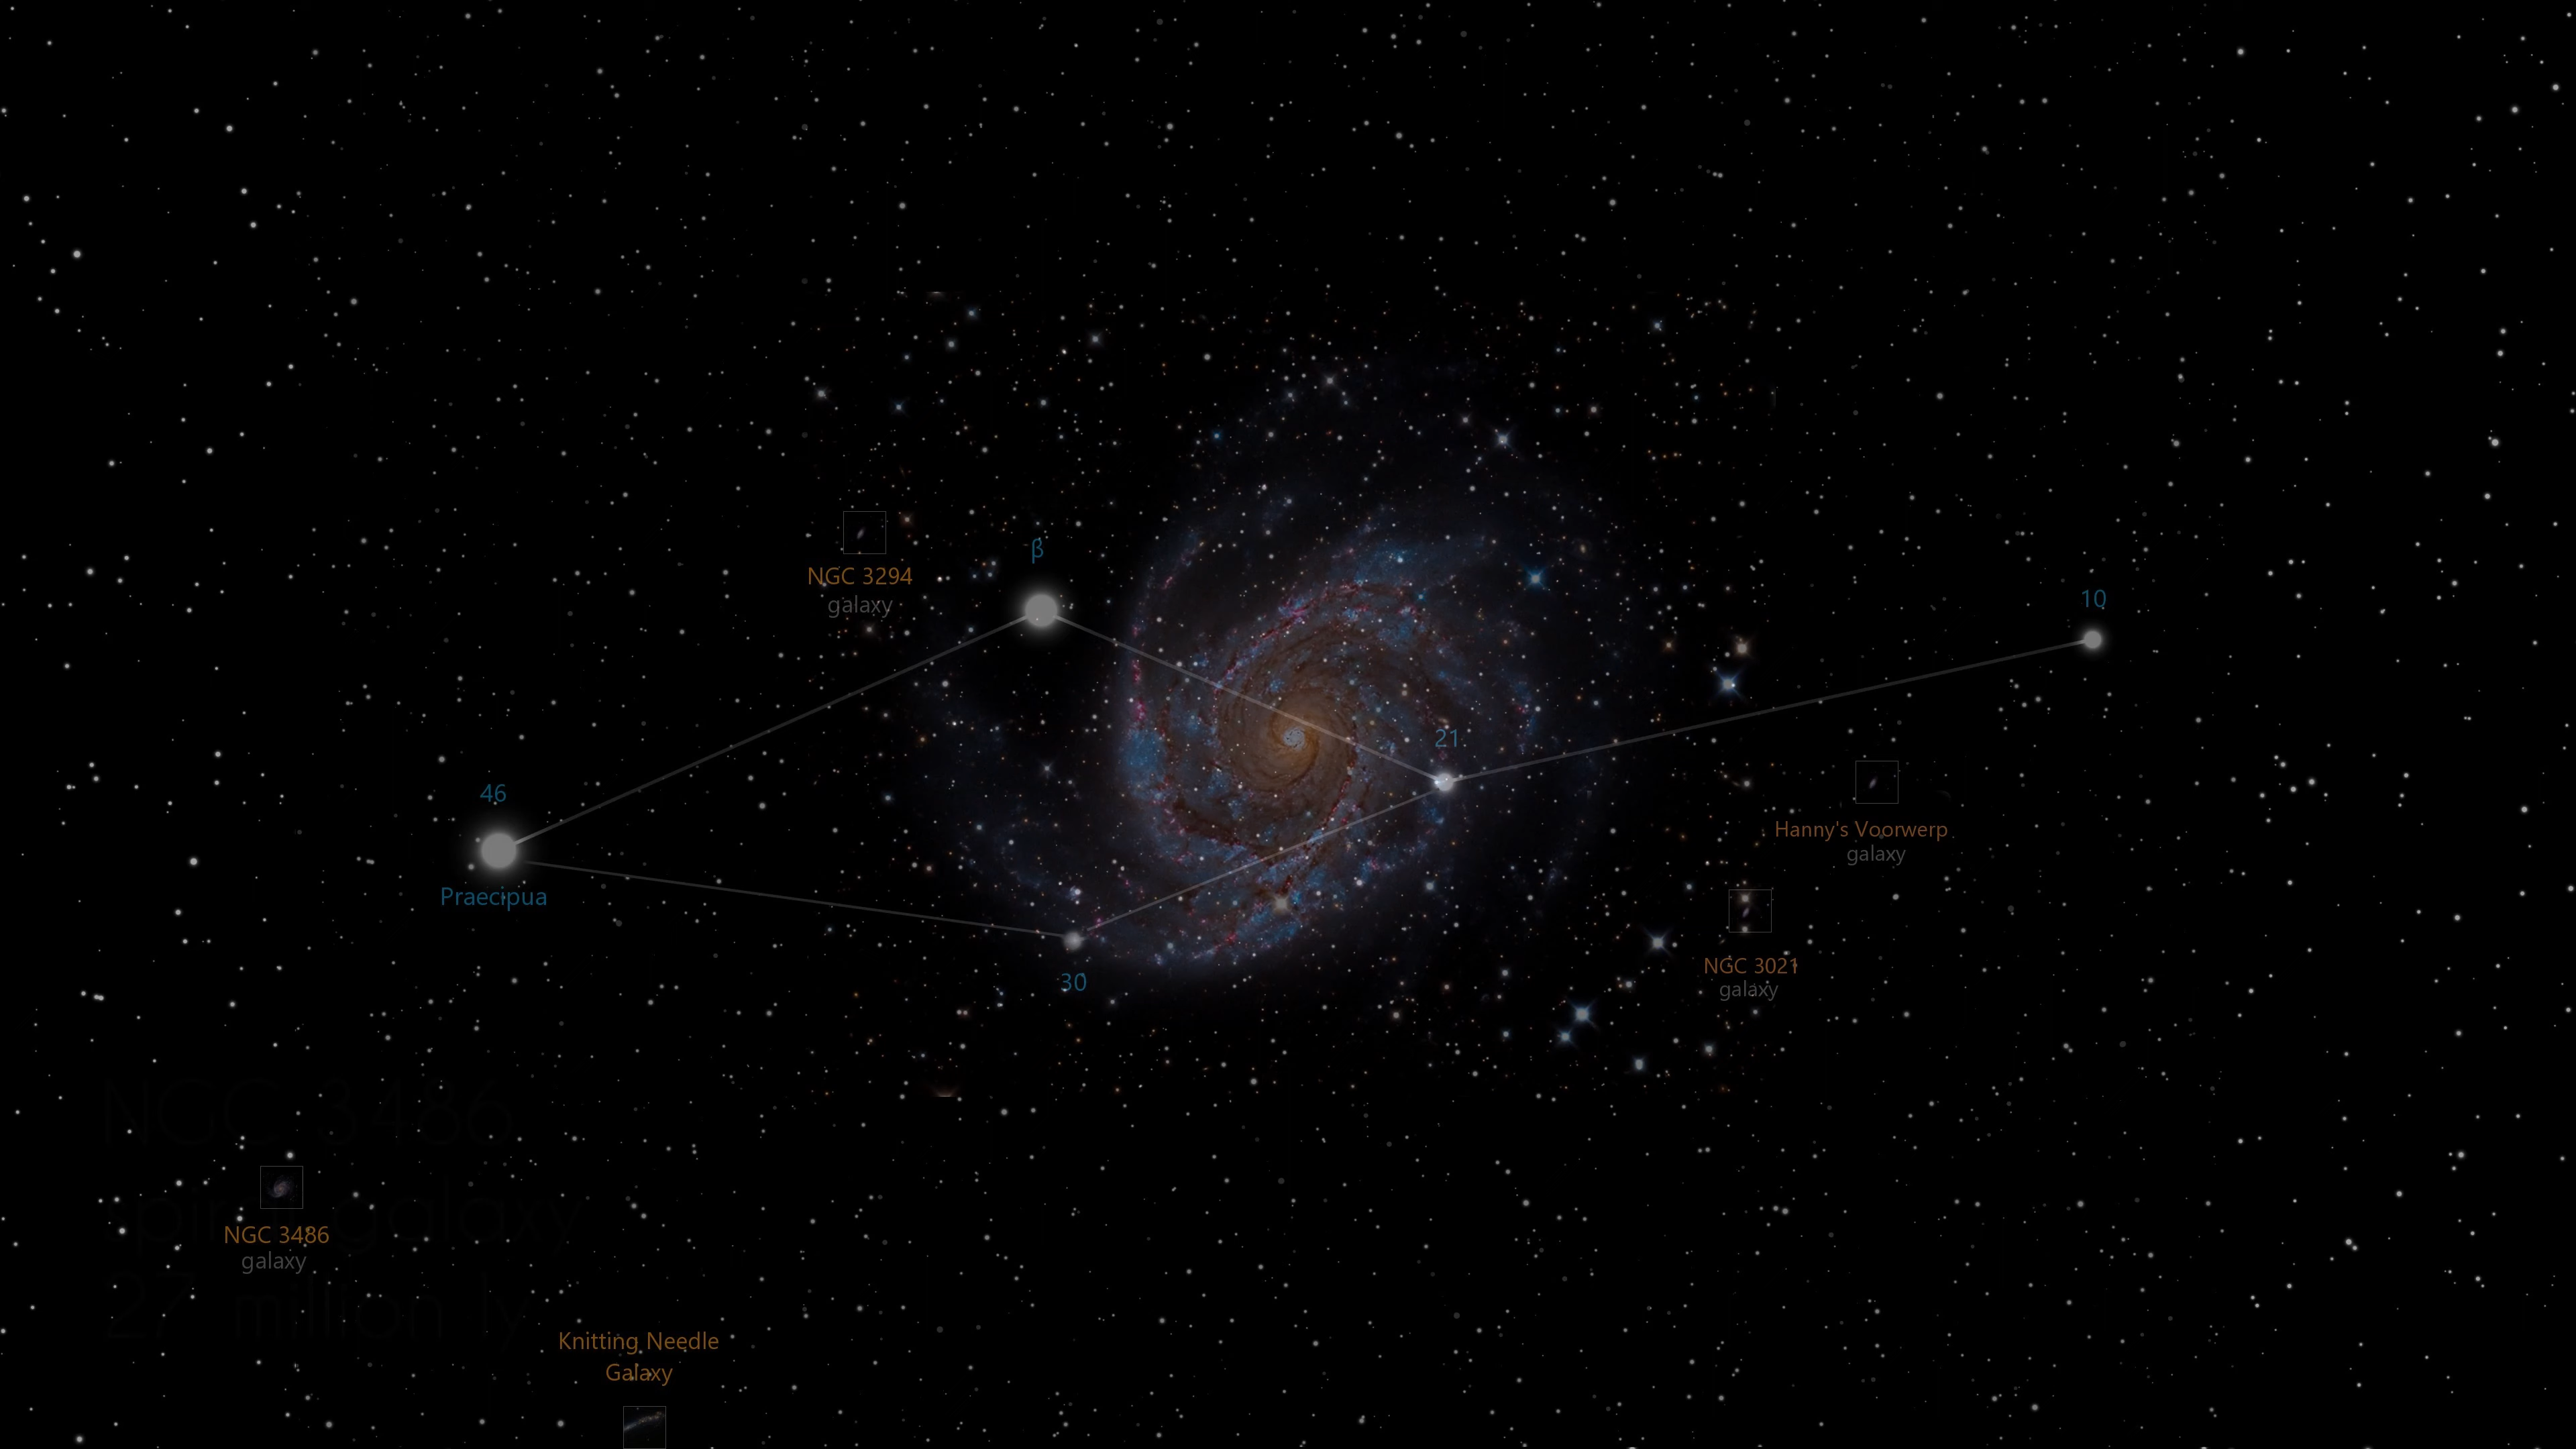 β
NGC 3294
galaxy
10
21
46
Hanny's Voorwerp
galaxy
Praecipua
NGC 3021
galaxy
30
NGC 3486
spiral galaxy
27 million ly
NGC 3486
galaxy
Knitting Needle
Galaxy